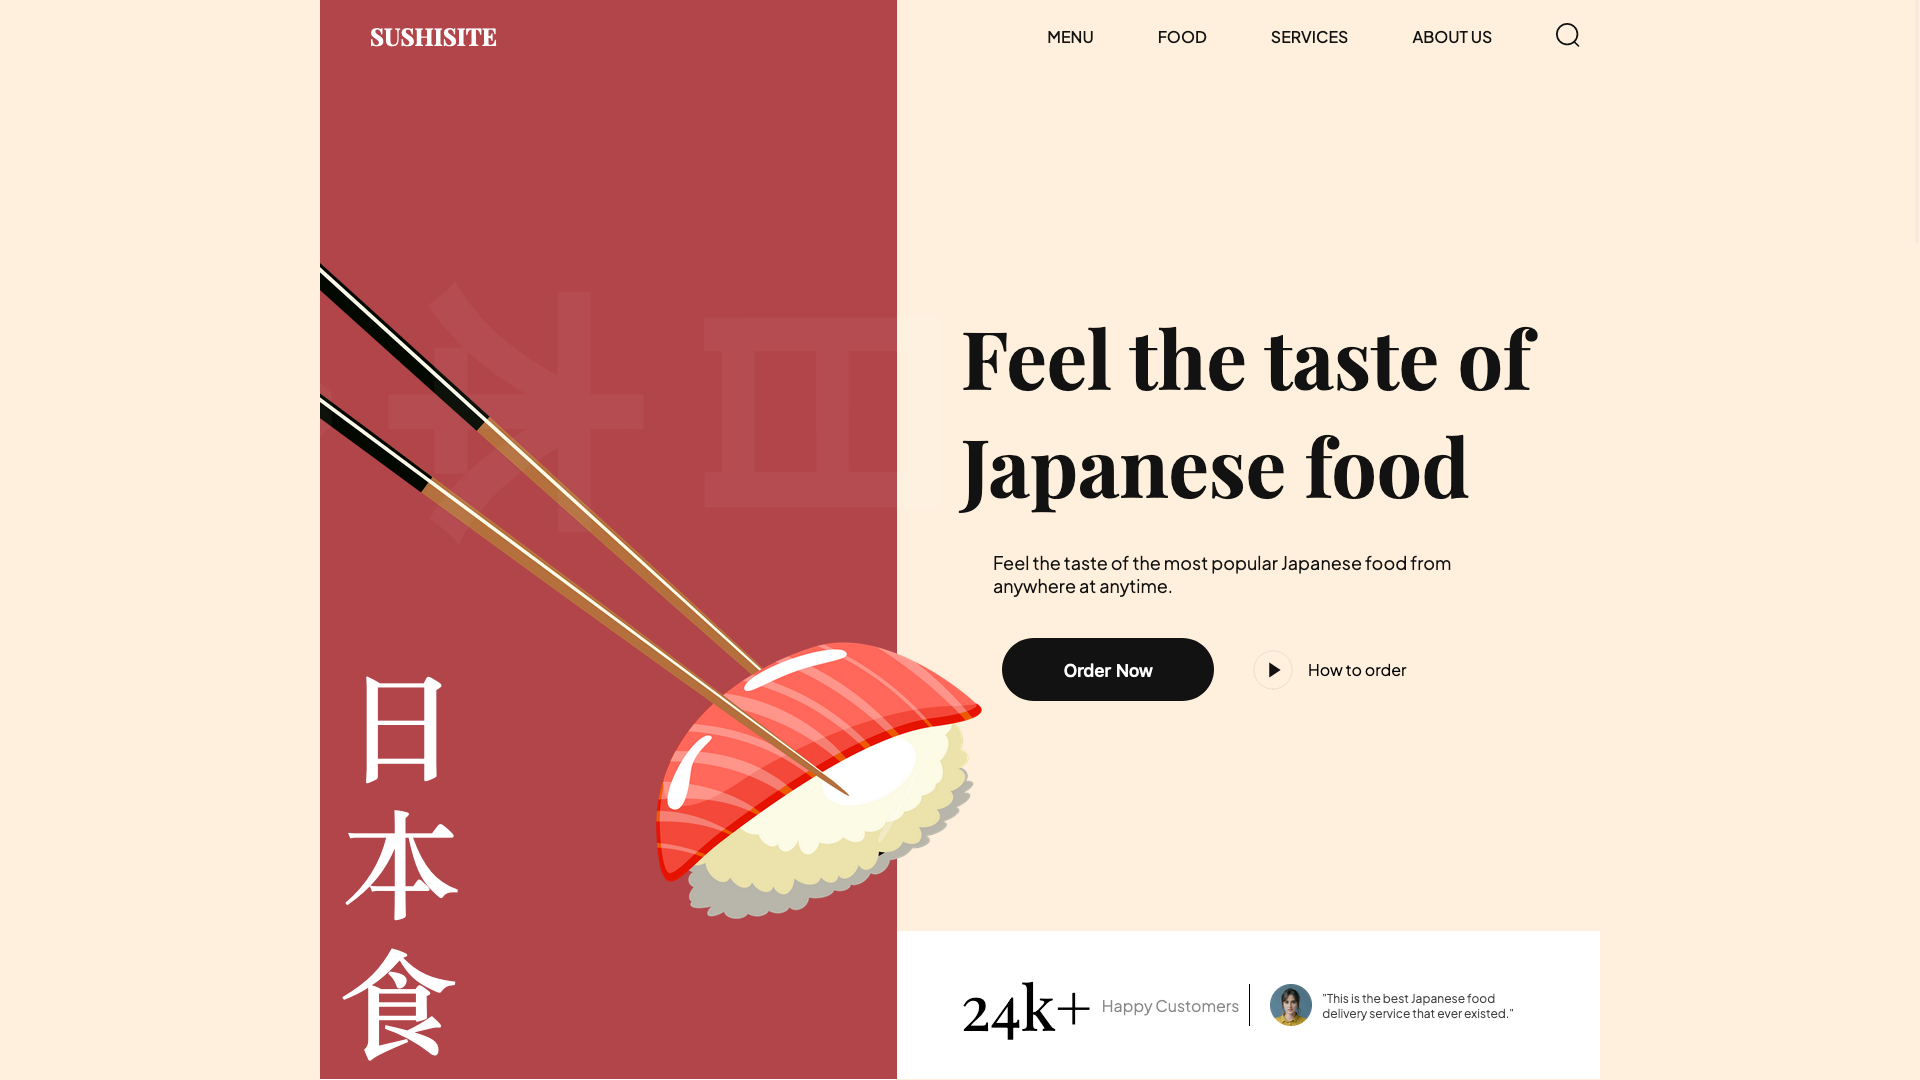 SUSHISITE
MENU
FOOD
SERVICES
ABOUT US
Feel the taste of
Japanese food
Feel the taste of the most popular Japanese food from
anywhere at anytime.
Order Now
How to order
日
本
食
24k+
Happy Customers
"This is the best Japanese food
delivery service that ever existed."